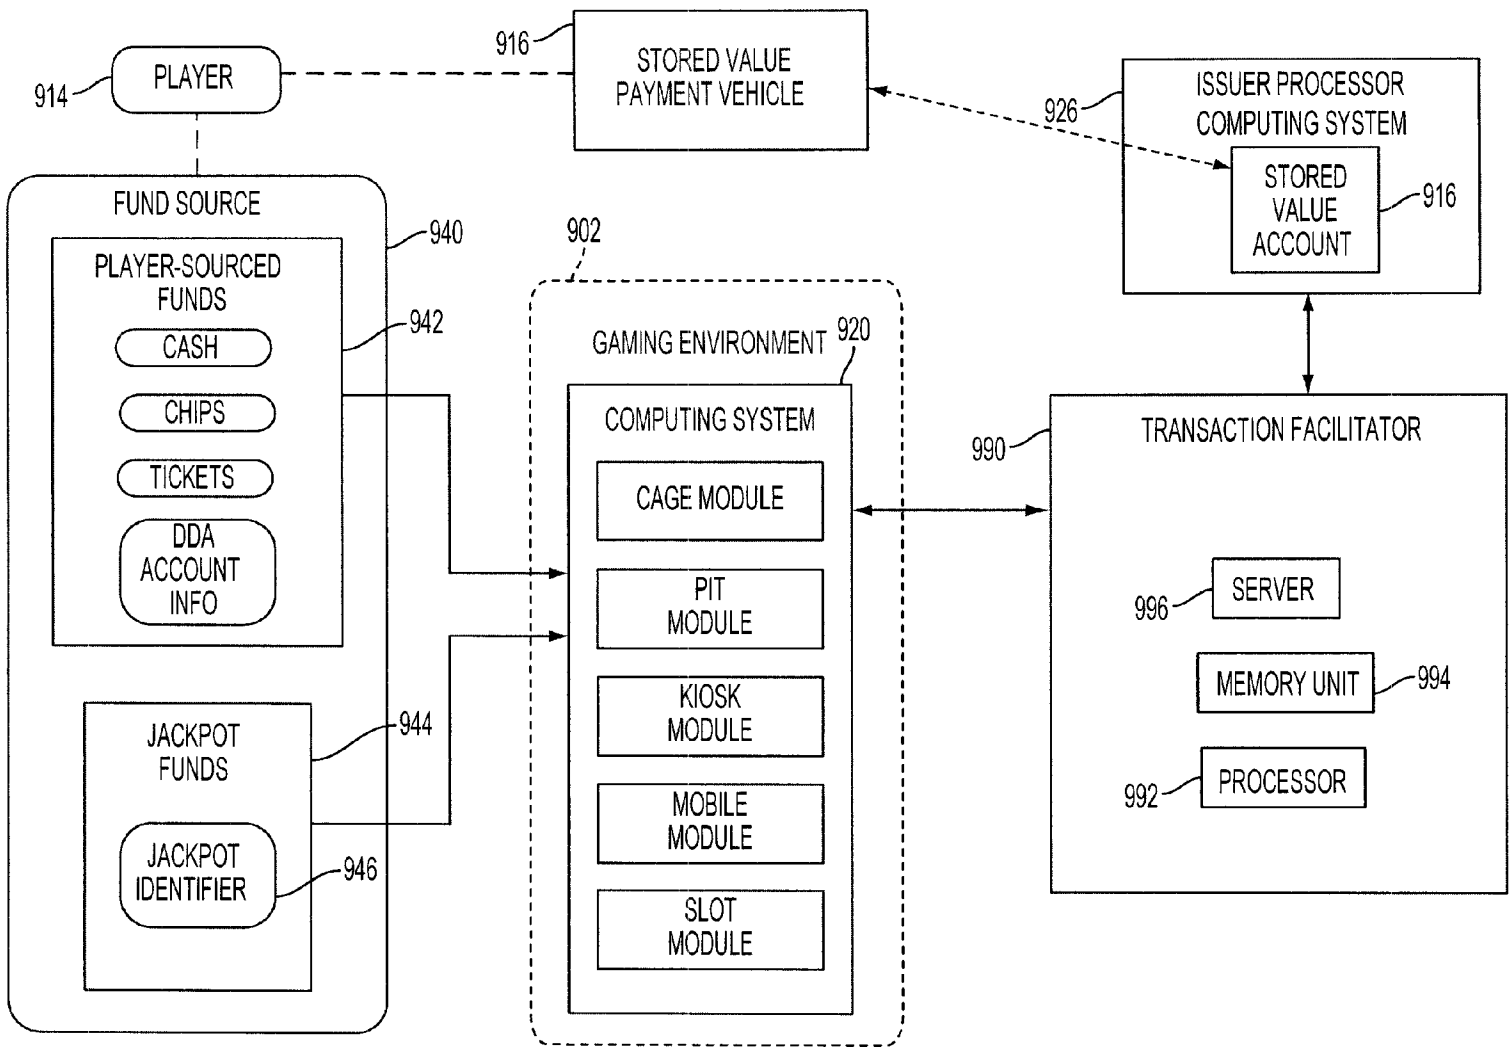 PLAYER
914
916
STORED VALUE
PAYMENT VEHICLE
926
ISSUER PROCESSOR
COMPUTING SYSTEM
STORED
VALUE
ACCOUNT
916
FUND SOURCE
940
PLAYER-SOURCED
FUNDS
942
CASH
CHIPS
TICKETS
DDA
ACCOUNT
INFO
JACKPOT
FUNDS
944
JACKPOT
IDENTIFIER
946
902
GAMING ENVIRONMENT
920
COMPUTING SYSTEM
CAGE MODULE
PIT
MODULE
KIOSK
MODULE
MOBILE
MODULE
SLOT
MODULE
990
TRANSACTION FACILITATOR
996
SERVER
MEMORY UNIT
994
992
PROCESSOR